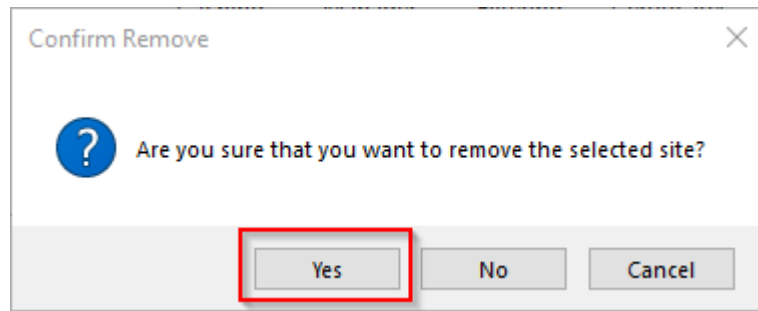 Confirm Remove
Are you sure that you want to remove the selected site?
Yes No Cancel